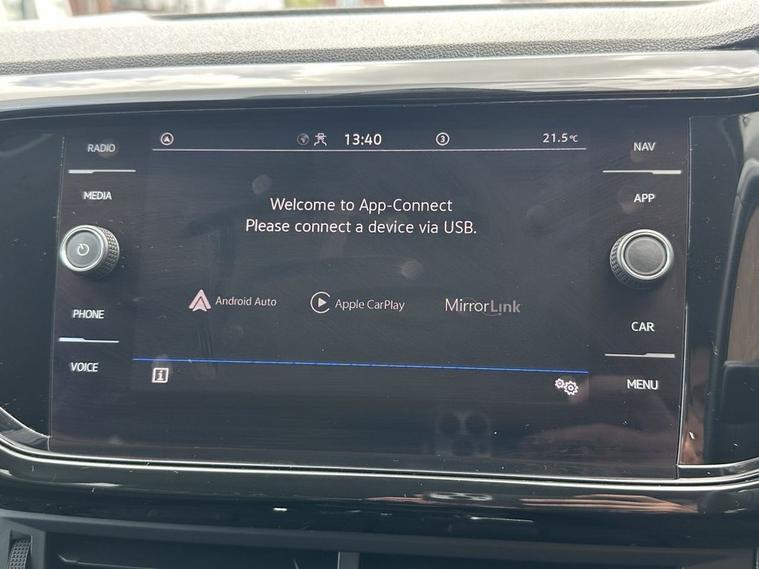 RADIO
MEDIA
PHONE
VOICE
13:40
3
21.5°C
Welcome to App-Connect
Please connect a device via USB.
Android Auto
Apple CarPlay
MirrorLink
i
NAV
APP
CAR
MENU